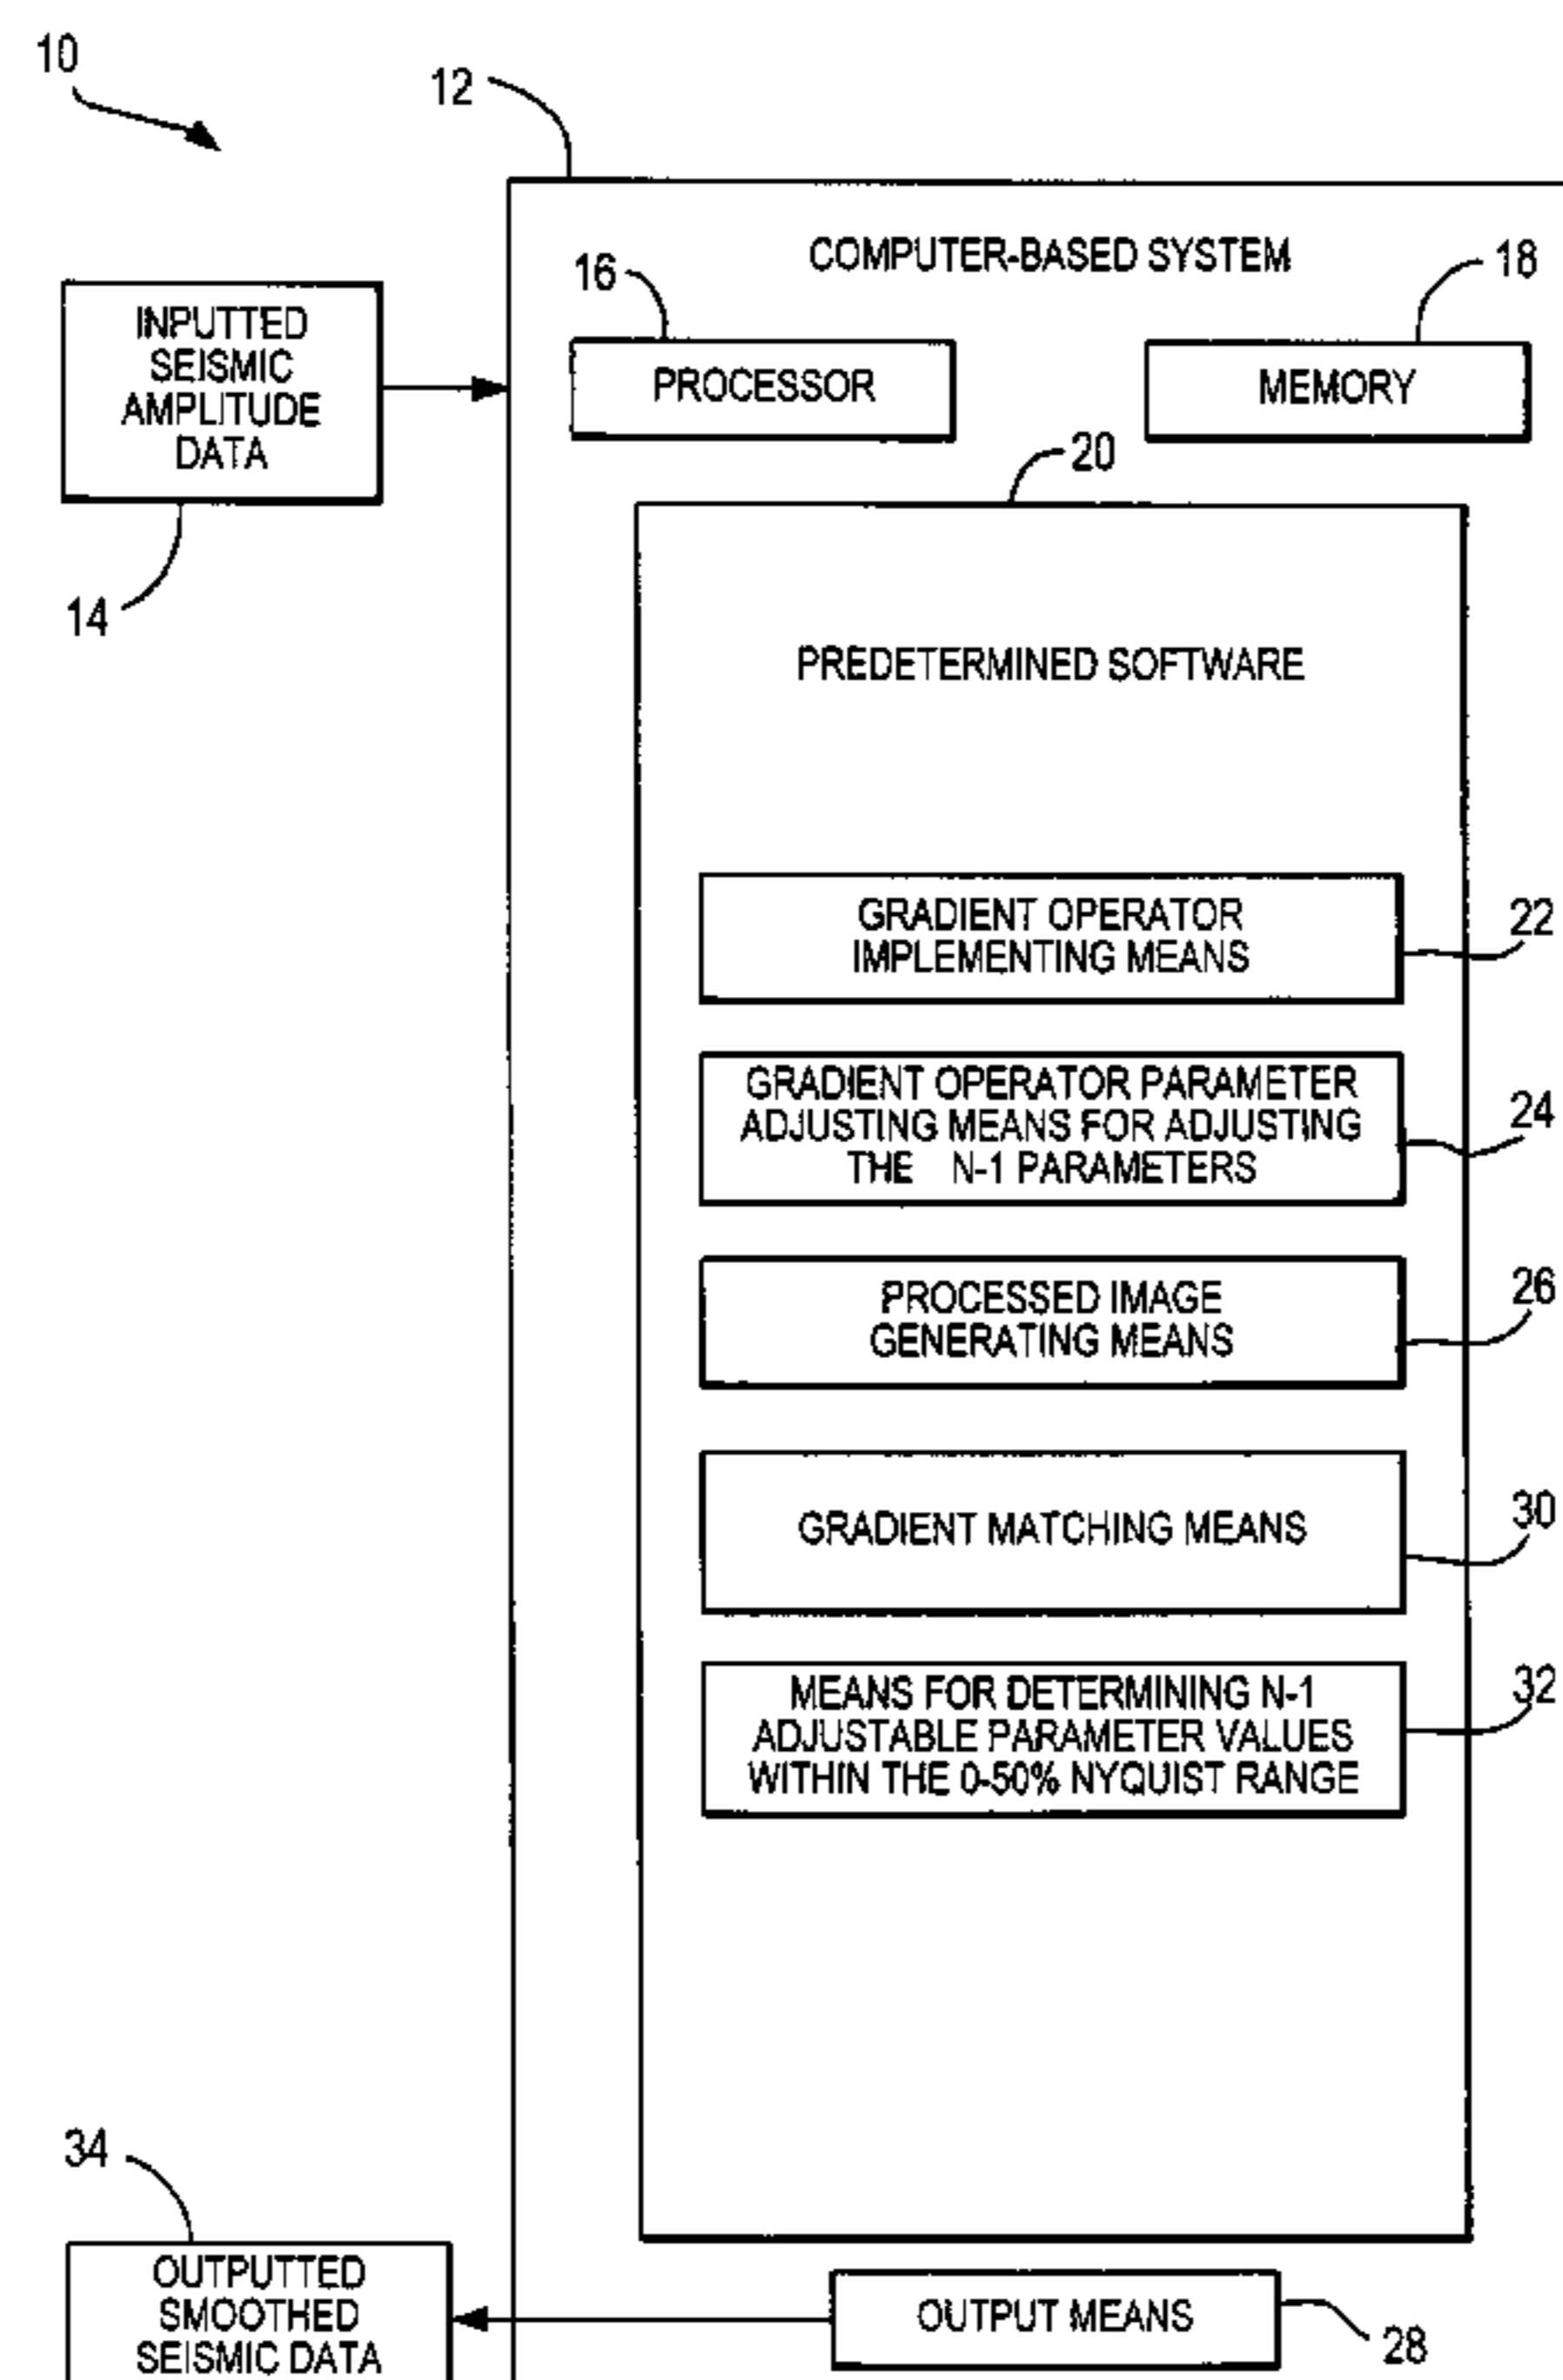 10
12
COMPUTER-BASED SYSTEM
16
18
INPUTTED
SEISMIC
AMPLITUDE
DATA
PROCESSOR
MEMORY
20
14
PREDETERMINED SOFTWARE
GRADIENT OPERATOR
IMPLEMENTING MEANS
22
GRADIENT OPERATOR PARAMETER
ADJUSTING MEANS FOR ADJUSTING
THE N-1 PARAMETERS
24
PROCESSED IMAGE
GENERATING MEANS
26
GRADIENT MATCHING MEANS
30
MEANS FOR DETERMINING N-1
ADJUSTABLE PARAMETER VALUES
WITHIN THE 0-50% NYQUIST RANGE
32
34
OUTPUTTED
SMOOTHED
SEISMIC DATA
OUTPUT MEANS
28